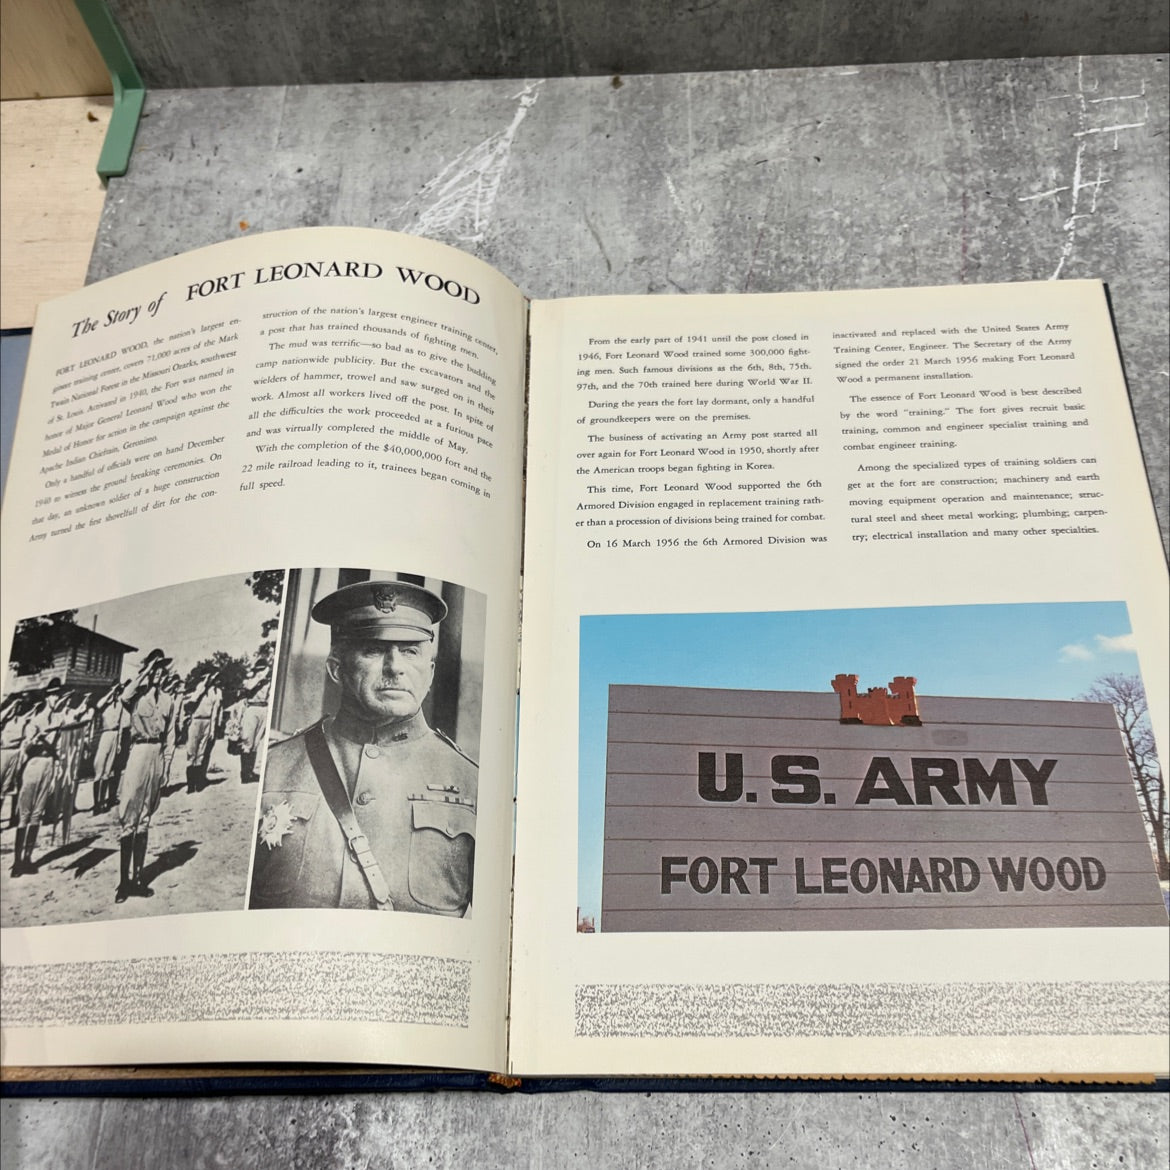 The Story of FORT LEONARD WOOD
FORT LEONARD WOOD, the nation's largest en-
gineer training center, covers 71,000 acres of the Mark
Twain National Forest in the Missouri Ozarks, southwest
of St. Louis. Activated in 1940, the Fort was named in
honor of Major General Leonard Wood who won the
Medal of Honor for action in the campaign against the
Apache Indian Chieftain, Geronimo.
Only a handful of officials were on hand December
1940 to witness the ground breaking ceremonies. On
that day, an unknown soldier of a huge construction
Army turned the first shovelfull of dirt for the con-
struction of the nation's largest engineer training center,
a post that has trained thousands of fighting men.
The mud was terrific—so bad as to give the budding
camp nationwide publicity. But the excavators and the
wielders of hammer, trowel and saw surged on in their
work. Almost all workers lived off the post. In spite of
all the difficulties the work proceeded at a furious pace
and was virtually completed the middle of May.
With the completion of the $40,000,000 fort and the
22 mile railroad leading to it, trainees began coming in
full speed.
From the early part of 1941 until the post closed in
1946, Fort Leonard Wood trained some 300,000 fight-
ing men. Such famous divisions as the 6th, 8th, 75th.
97th, and the 70th trained here during World War II.
During the years the fort lay dormant, only a handful
of groundkeepers were on the premises.
The business of activating an Army post started all
over again for Fort Leonard Wood in 1950, shortly after
the American troops began fighting in Korea.
This time, Fort Leonard Wood supported the 6th
Armored Division engaged in replacement training rath-
er than a procession of divisions being trained for combat.
On 16 March 1956 the 6th Armored Division was
inactivated and replaced with the United States Army
Training Center, Engineer. The Secretary of the Army
signed the order 21 March 1956 making Fort Leonard
Wood a permanent installation.
The essence of Fort Leonard Wood is best described
by the word "training." The fort gives recruit basic
training, common and engineer specialist training and
combat engineer training.
Among the specialized types of training soldiers can
get at the fort are construction; machinery and earth
moving equipment operation and maintenance; struc-
tural steel and sheet metal working; plumbing; carpen-
try; electrical installation and many other specialties.
U.S. ARMY
FORT LEONARD WOOD